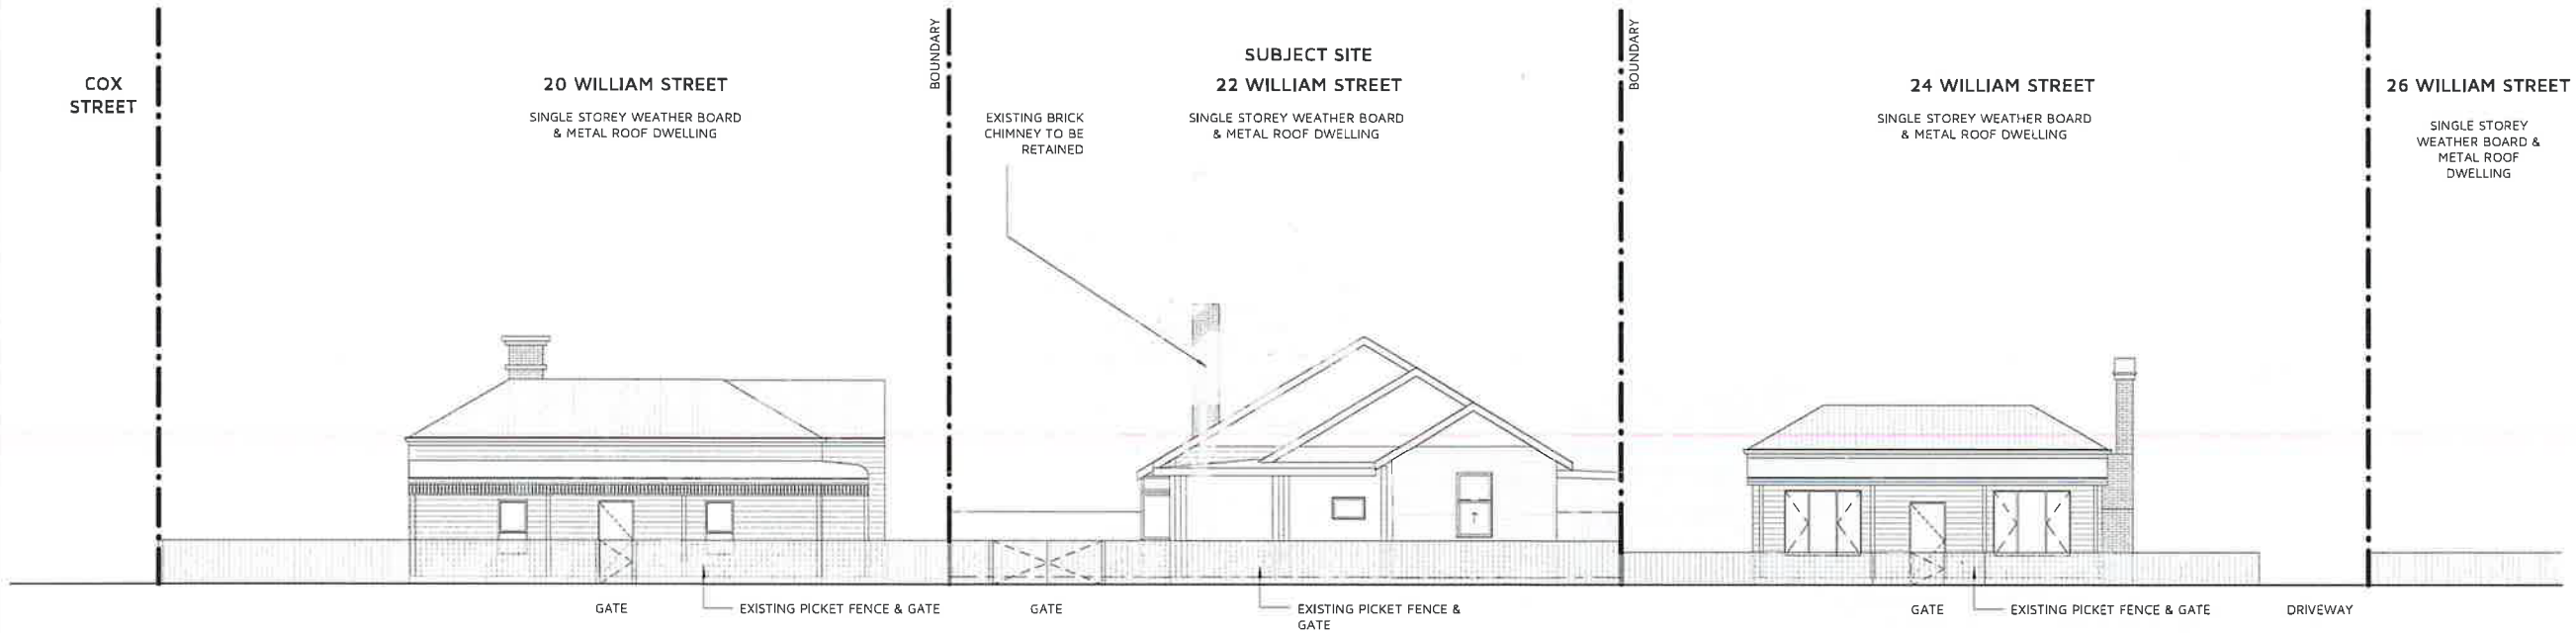 COX
STREET
20 WILLIAM STREET
SINGLE STOREY WEATHER BOARD
& METAL ROOF DWELLING
BOUNDARY
EXISTING BRICK
CHIMNEY TO BE
RETAINED
SUBJECT SITE
22 WILLIAM STREET
SINGLE STOREY WEATHER BOARD
& METAL ROOF DWELLING
BOUNDARY
24 WILLIAM STREET
SINGLE STOREY WEATHER BOARD
& METAL ROOF DWELLING
26 WILLIAM STREET
SINGLE STOREY
WEATHER BOARD &
METAL ROOF
DWELLING
GATE
EXISTING PICKET FENCE & GATE
GATE
EXISTING PICKET FENCE &
GATE
GATE
EXISTING PICKET FENCE & GATE
DRIVEWAY